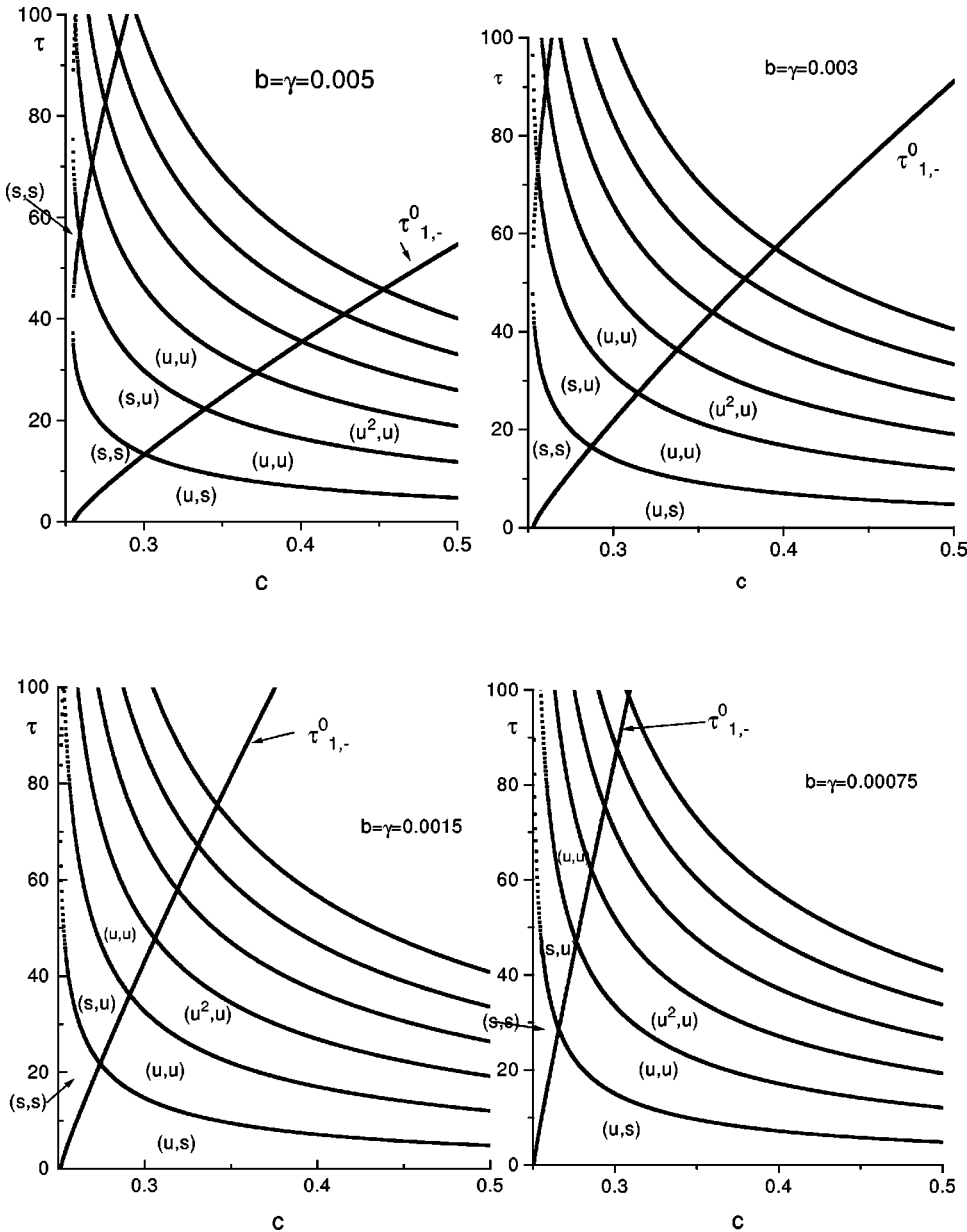 100
τ
80
60
40
20
0
b=γ=0.005
(s,s)
τ⁰₁,₋
(u,u)
(s,u)
(s,s)
(u²,u)
(u,u)
(u,s)
0.3
0.4
0.5
c
100
τ
80
60
40
20
0
b=γ=0.003
τ⁰₁,₋
(u,u)
(s,u)
(u²,u)
(s,s)
(u,u)
(u,s)
0.3
0.4
0.5
c
100
τ
80
60
40
20
0
τ⁰₁,₋
b=γ=0.0015
(u,u)
(s,u)
(u²,u)
(u,u)
(s,s)
(u,s)
0.3
0.4
0.5
c
100
τ
80
60
40
20
0
τ⁰₁,₋
b=γ=0.00075
(u,u)
(s,u)
(s,s)
(u²,u)
(u,u)
(u,s)
0.3
0.4
0.5
c